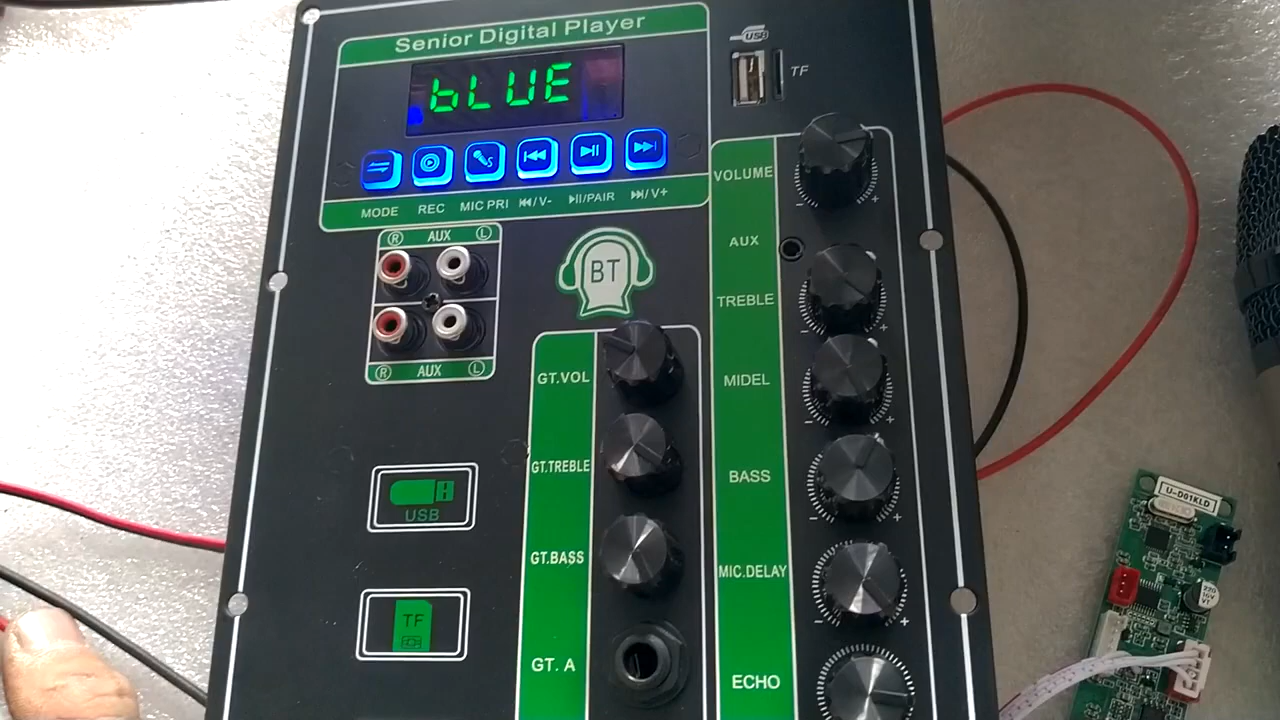 Senior Digital Player
bLUE
USB
TF
MODE REC MIC PRI ⏮/V- ⏯/PAIR ⏭/V+
VOLUME
R AUX L
AUX
BT
TREBLE
R AUX L
GT.VOL
MIDEL
GT.TREBLE
BASS
USB
GT.BASS
MIC.DELAY
TF
GT. A
ECHO
U-D01KLD